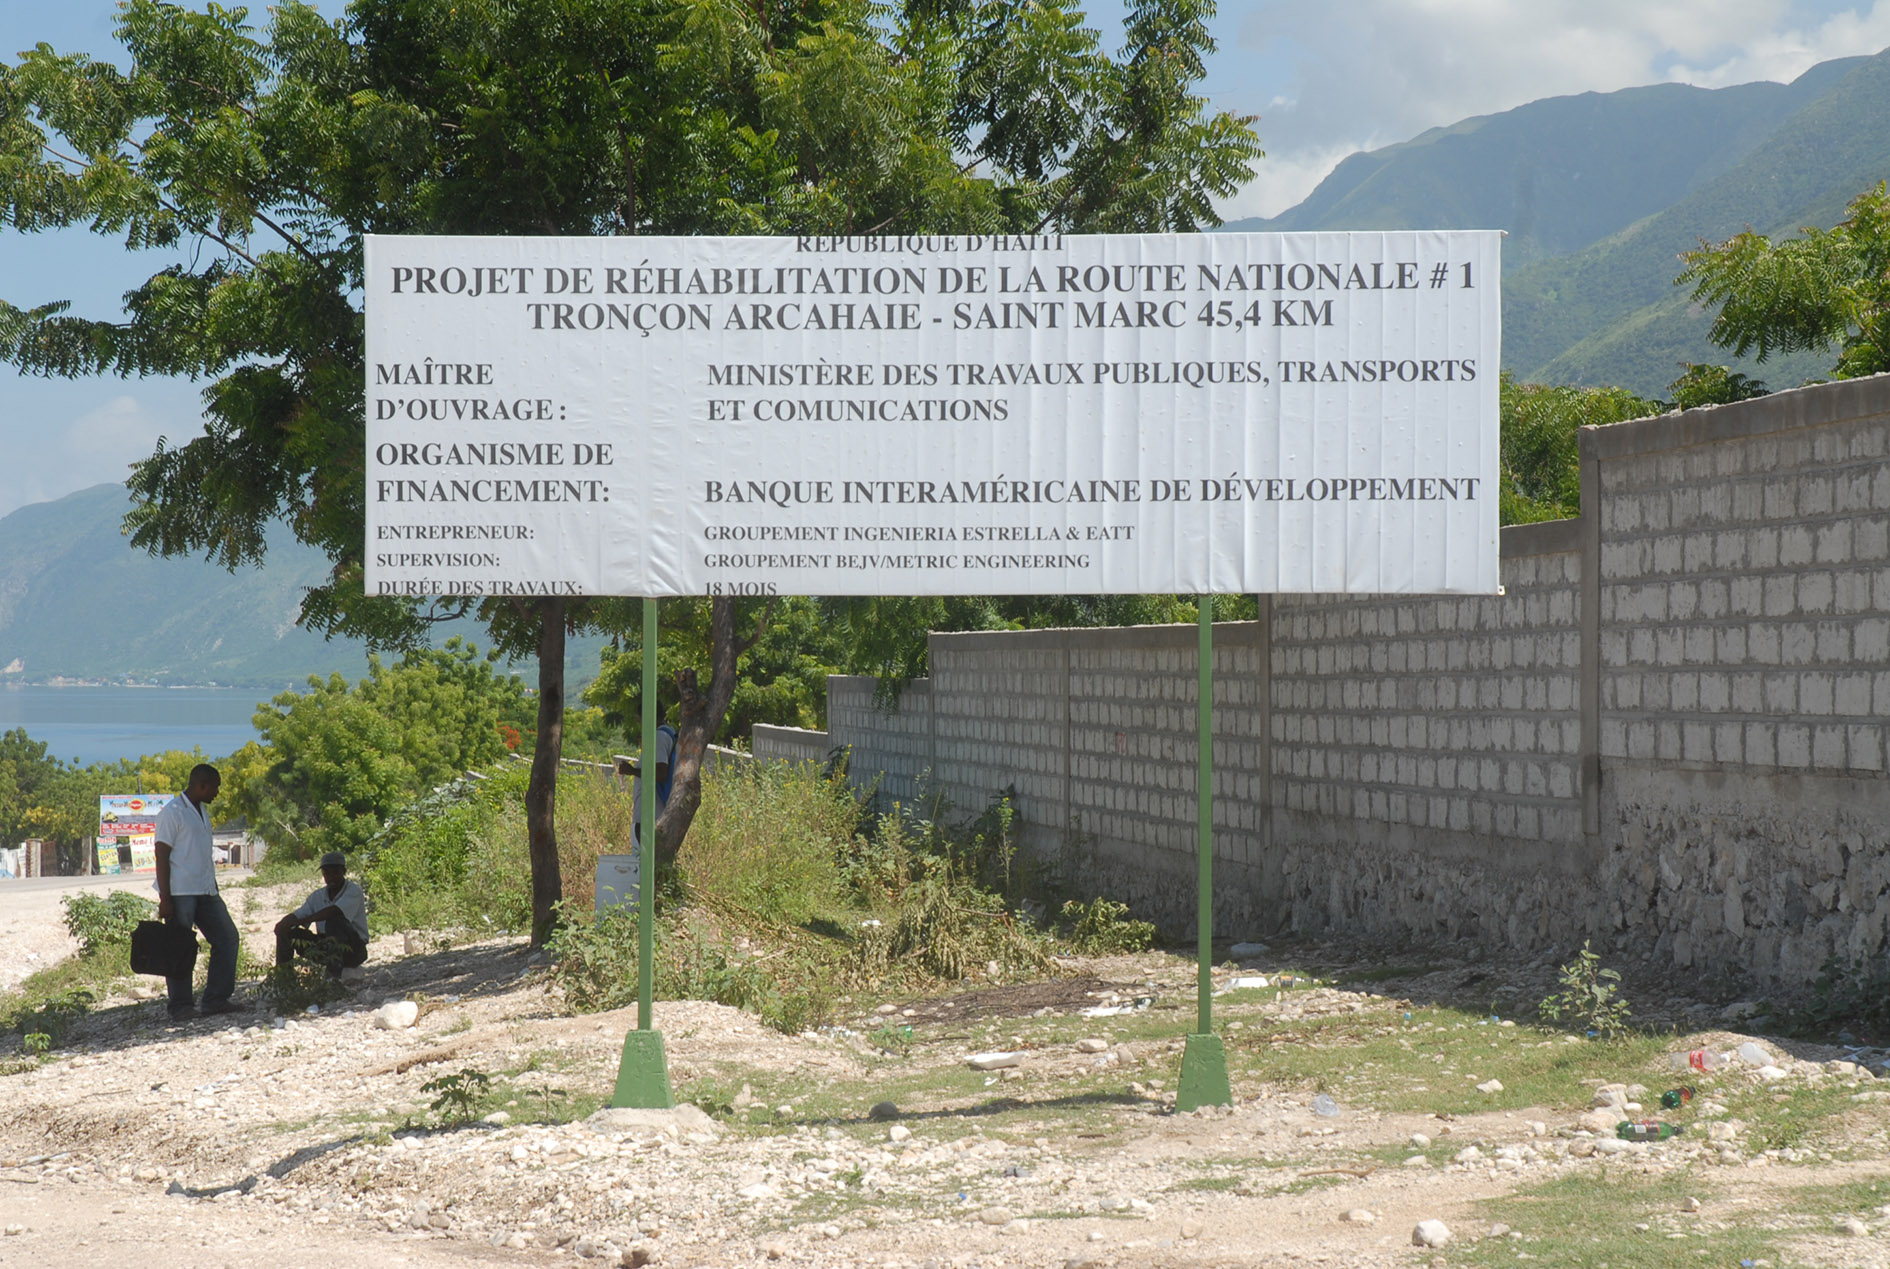 REPUBLIQUE D'HAITI
PROJET DE RÉHABILITATION DE LA ROUTE NATIONALE # 1
TRONÇON ARCAHAIE - SAINT MARC 45,4 KM
MAÎTRE D'OUVRAGE : MINISTÈRE DES TRAVAUX PUBLIQUES, TRANSPORTS
ET COMUNICATIONS
ORGANISME DE
FINANCEMENT: BANQUE INTERAMÉRICAINE DE DÉVELOPPEMENT
ENTREPRENEUR: GROUPEMENT INGENIERIA ESTRELLA & EATT
SUPERVISION: GROUPEMENT BEJV/METRIC ENGINEERING
DURÉE DES TRAVAUX: 18 MOIS